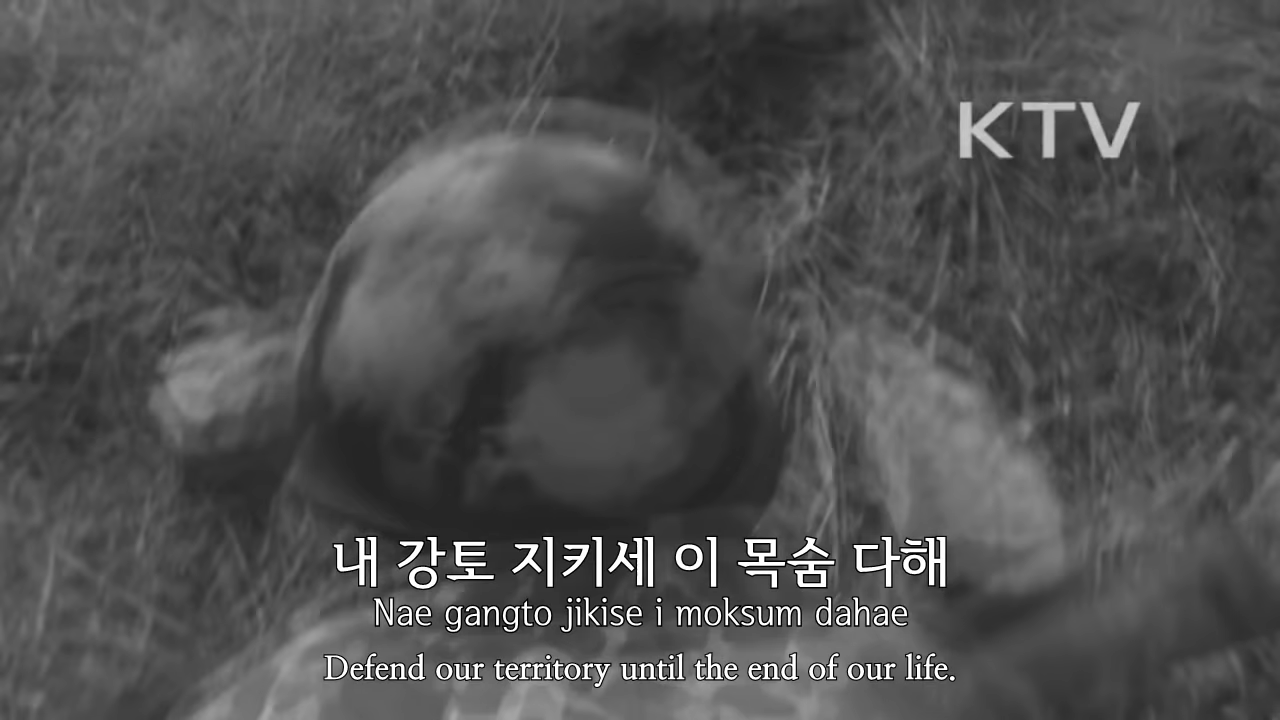 KTV
내 강토 지키세 이 목숨 다해
Nae gangto jikise i moksum dahae
Defend our territory until the end of our life.